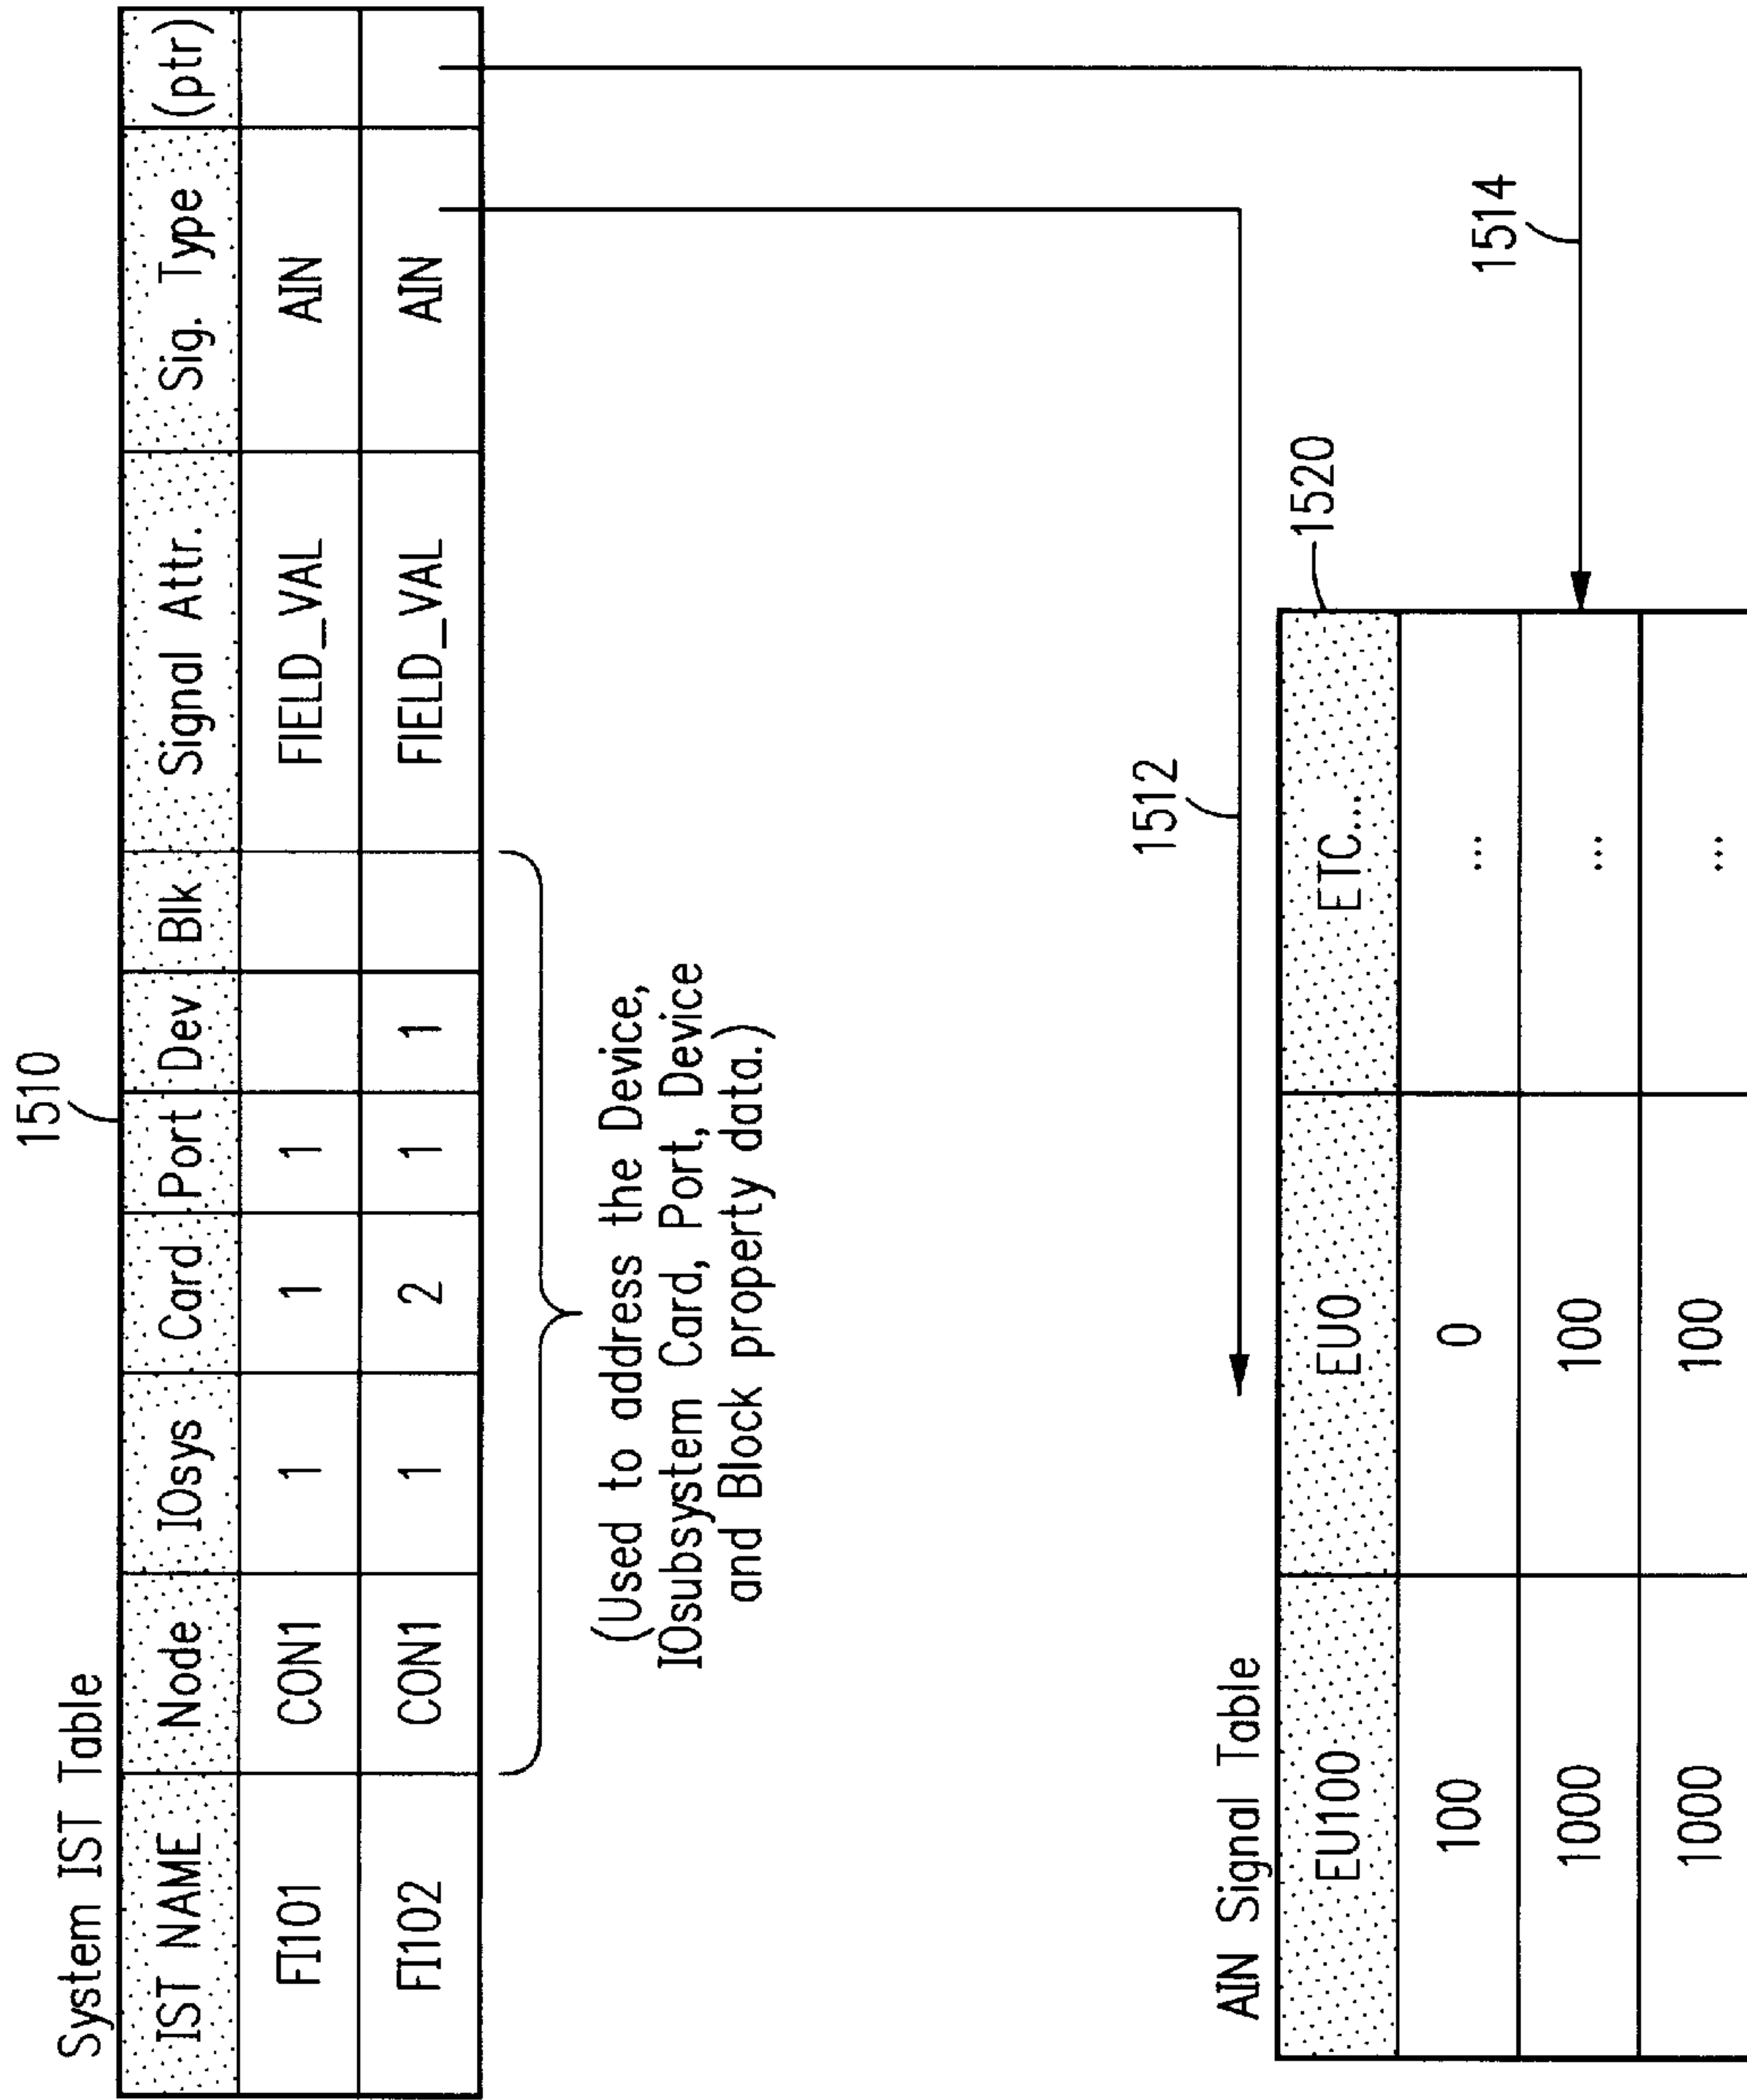 1510
System IST Table
IST NAME Node IOsys Card Port Dev Blk Signal Attr. Sig. Type (ptr)
FI101 CON1 1 1 1 FIELD_VAL AIN
FI102 CON1 1 2 1 1 FIELD_VAL AIN
(Used to address the Device,
IOsubsystem Card, Port, Device
and Block property data.)
1512
1514
AIN Signal Table
1520
EU100 EU0 ETC...
100 0 ...
1000 100 ...
1000 100 ...